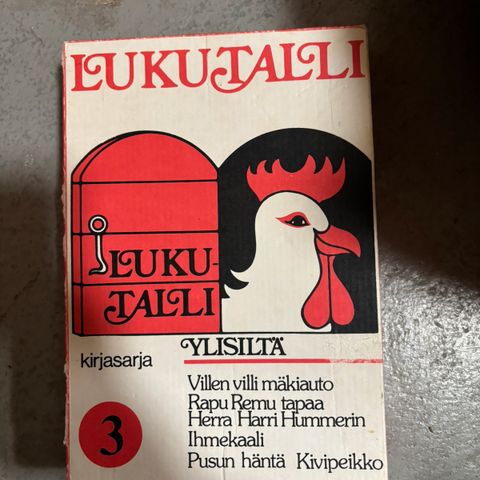 LUKUTALLI
LUKU-
TALLI
kirjasarja
YLISILTÄ
3
Villen villi mäkiauto
Rapu Remu tapaa
Herra Harri Hummerin
Ihmekaali
Pusun häntä Kivipeikko